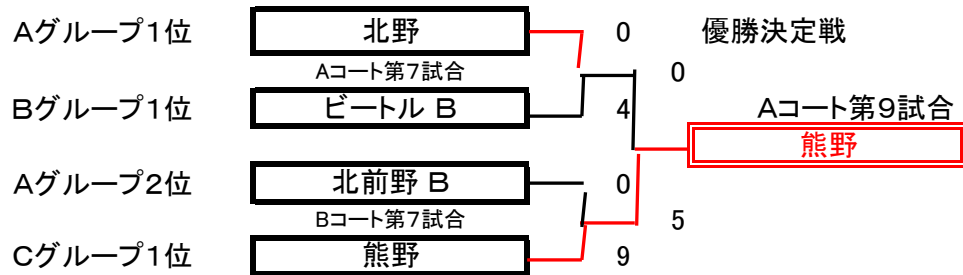 Aグループ1位 北野 0 優勝決定戦
Aコート第7試合 0
Bグループ1位 ビートル B 4 Aコート第9試合
熊野
Aグループ2位 北前野 B 0
Bコート第7試合 5
Cグループ1位 熊野 9